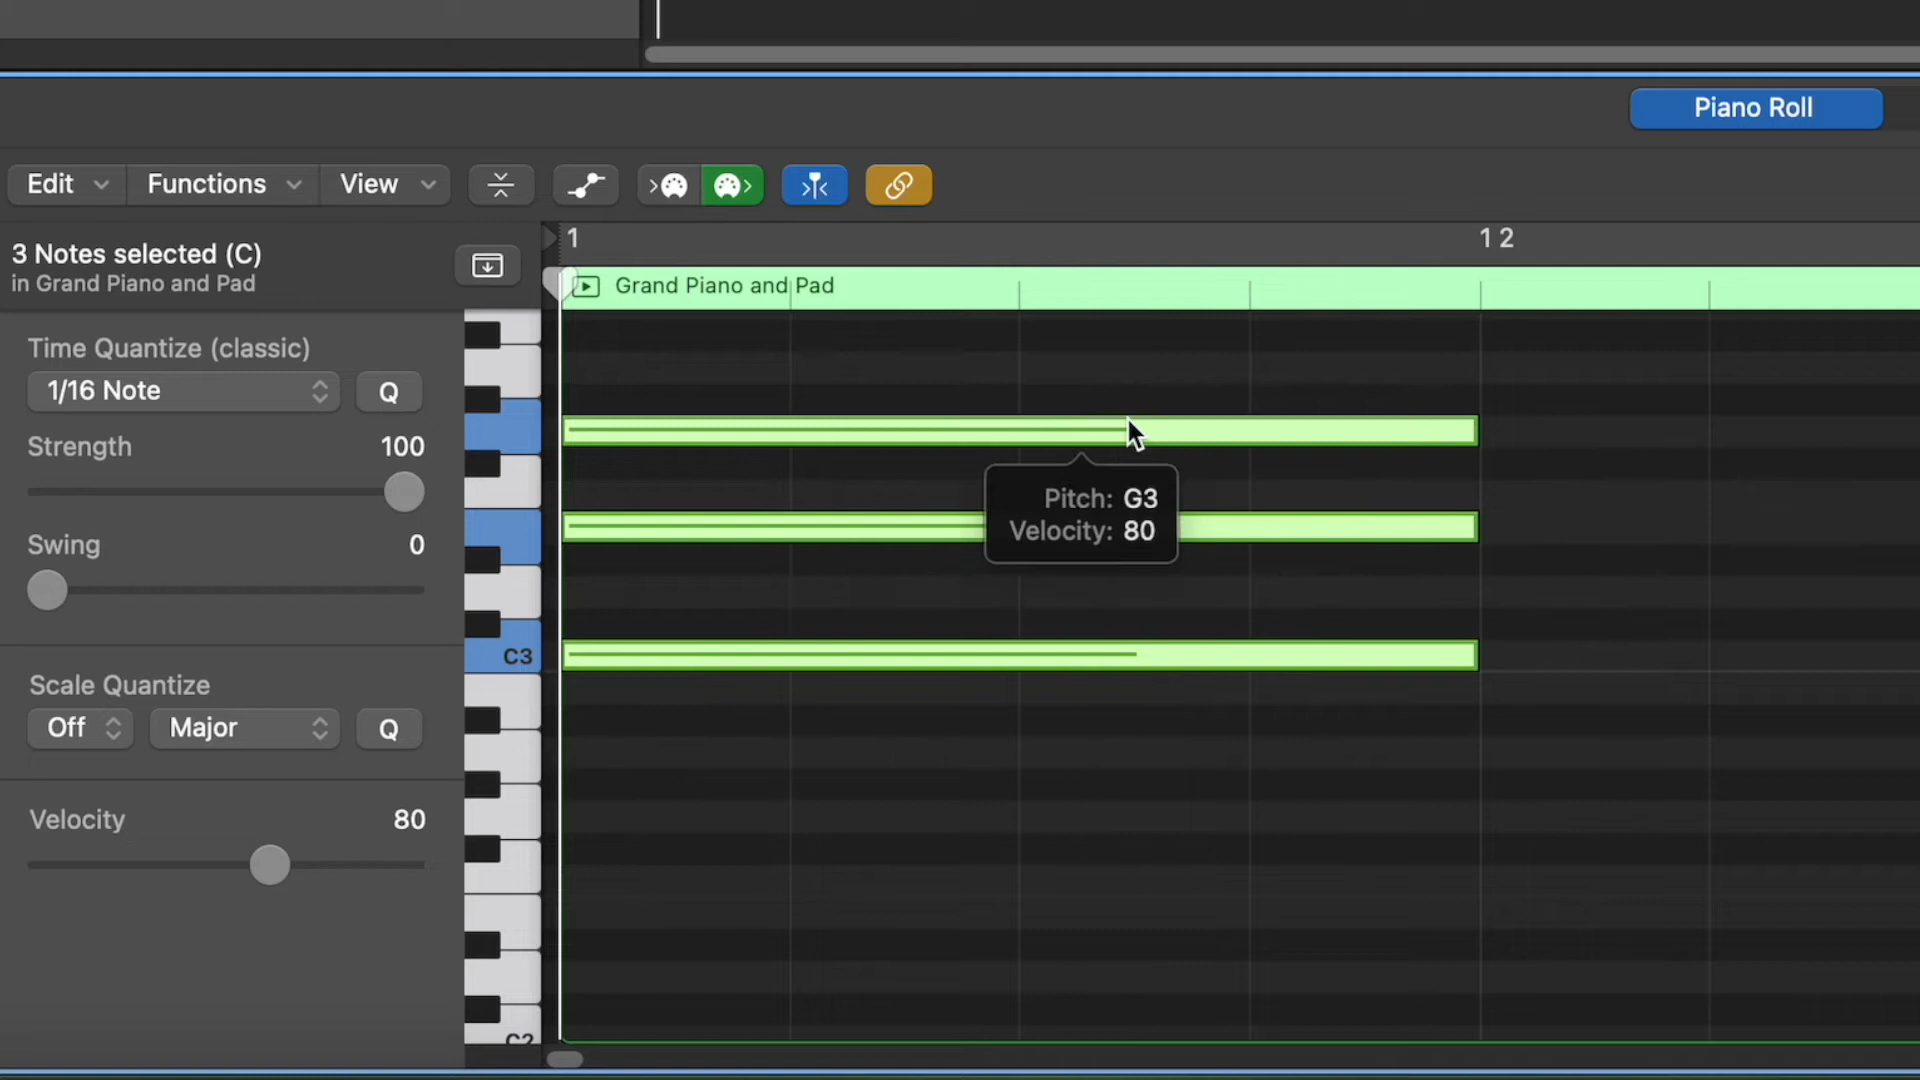 Piano Roll
Edit
Functions
View
3 Notes selected (C)
in Grand Piano and Pad
1
1 2
Grand Piano and Pad
Time Quantize (classic)
1/16 Note
Q
Strength
100
Swing
0
Pitch: G3
Velocity: 80
C3
Scale Quantize
Off
Major
Q
Velocity
80
C2